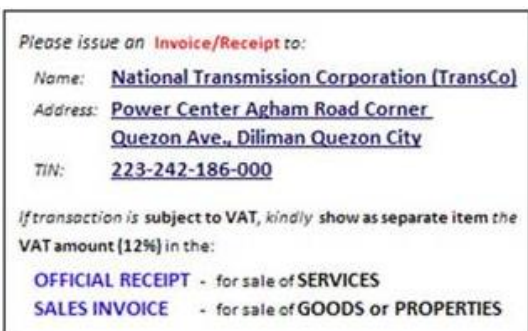 Please issue an Invoice/Receipt to:
Name: National Transmission Corporation (TransCo)
Address: Power Center Agham Road Corner
Quezon Ave., Diliman Quezon City
TIN: 223-242-186-000
If transaction is subject to VAT, kindly show as separate item the
VAT amount (12%) in the:
OFFICIAL RECEIPT - for sale of SERVICES
SALES INVOICE - for sale of GOODS or PROPERTIES